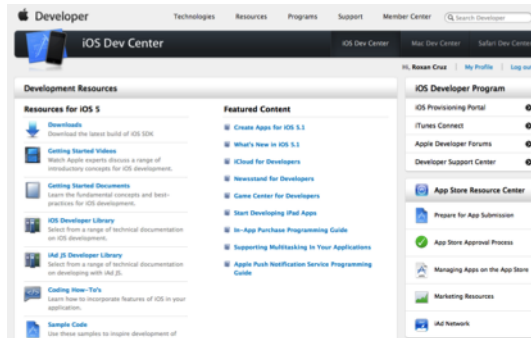 Developer
Technologies Resources Programs Support Member Center Search Developer
iOS Dev Center
iOS Dev Center Mac Dev Center Safari Dev Center
Hi, Roxan Cruz My Profile Log out
Development Resources
Resources for iOS 5
Downloads
Download the latest build of iOS SDK
Getting Started Videos
Watch Apple experts discuss a range of
introductory concepts for iOS development.
Getting Started Documents
Learn the fundamental concepts and best-
practices for iOS development.
iOS Developer Library
Select from a range of technical documentation
on iOS development.
iAd JS Developer Library
Select from a range of technical documentation
on developing with iAd JS.
Coding How-To's
Learn how to incorporate features of iOS in your
application.
Sample Code
Use these samples to inspire development of
Featured Content
Create Apps for iOS 5.1
What's New in iOS 5.1
iCloud for Developers
Newsstand for Developers
Game Center for Developers
Start Developing iPad Apps
In-App Purchase Programming Guide
Supporting Multitasking In Your Applications
Apple Push Notification Service Programming
Guide
iOS Developer Program
iOS Provisioning Portal
iTunes Connect
Apple Developer Forums
Developer Support Center
App Store Resource Center
Prepare for App Submission
App Store Approval Process
Managing Apps on the App Store
Marketing Resources
iAd Network